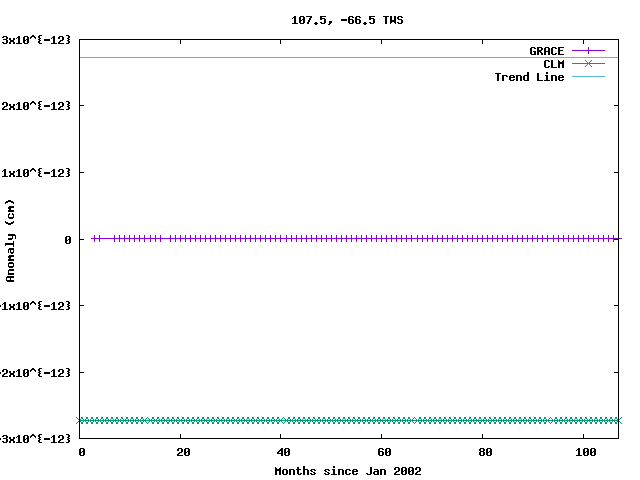 107.5, -66.5 TWS
3x10^{-12}
2x10^{-12}
1x10^{-12}
0
-1x10^{-12}
-2x10^{-12}
-3x10^{-12}
Anomaly (cm)
GRACE
CLM
Trend Line
0 20 40 60 80 100
Months since Jan 2002